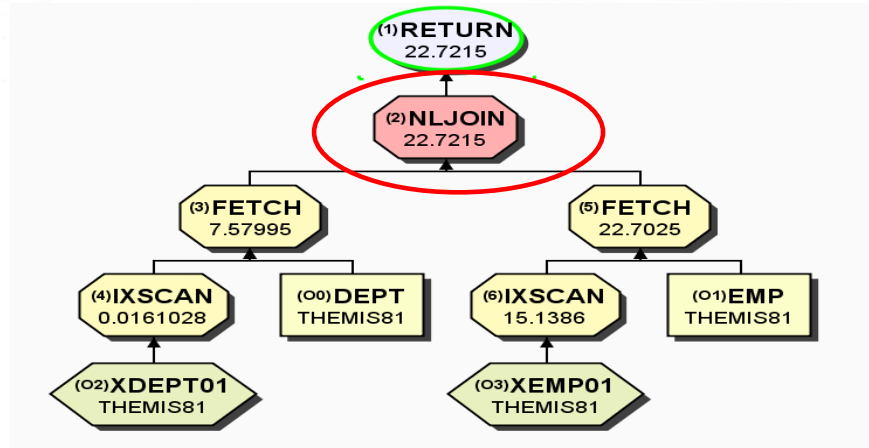 (1)RETURN
22.7215
(2)NLJOIN
22.7215
(3)FETCH
7.57995
(5)FETCH
22.7025
(4)IXSCAN
0.0161028
(O0)DEPT
THEMIS81
(6)IXSCAN
15.1386
(O1)EMP
THEMIS81
(O2)XDEPT01
THEMIS81
(O3)XEMP01
THEMIS81